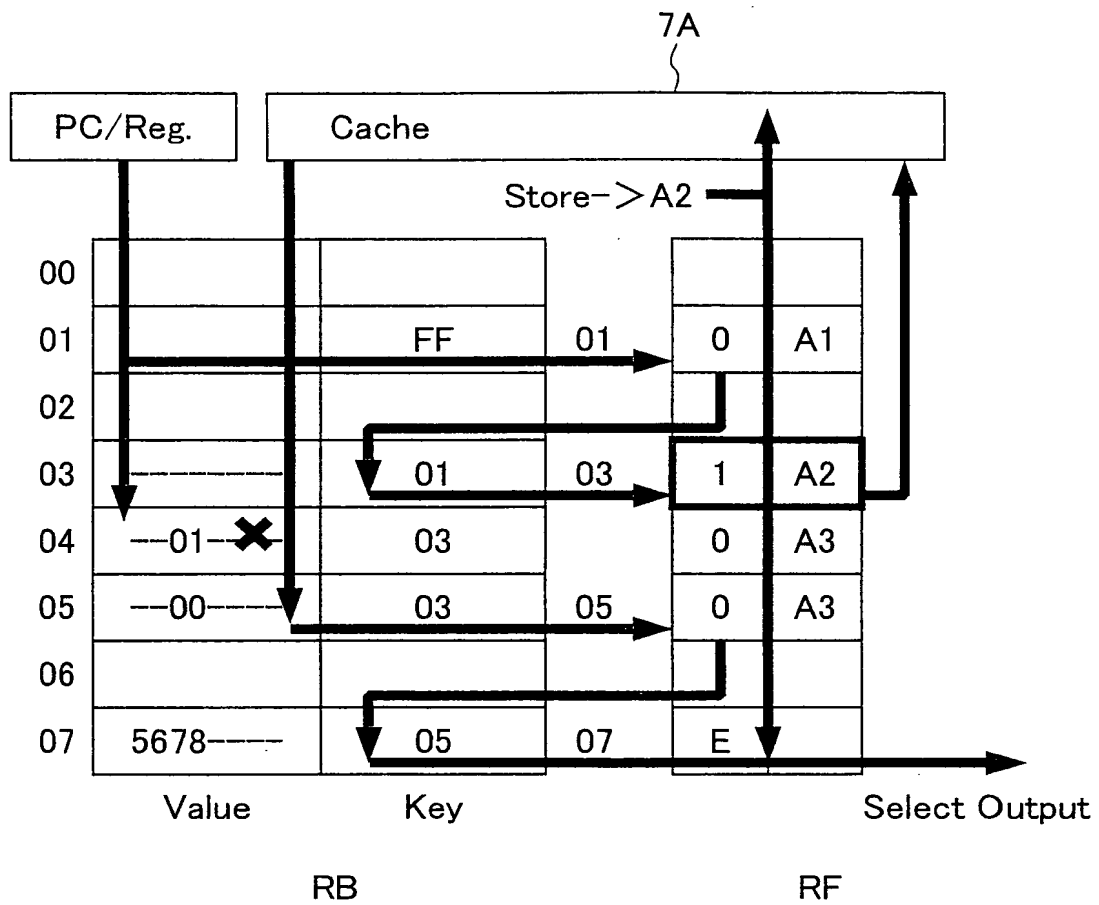 7A
PC/Reg. Cache
Store->A2
00
01 FF 01 0 A1
02
03 -------- 01 03 1 A2
04 --01---- 03 0 A3
05 --00---- 03 05 0 A3
06
07 5678---- 05 07 E
Value Key Select Output
RB RF